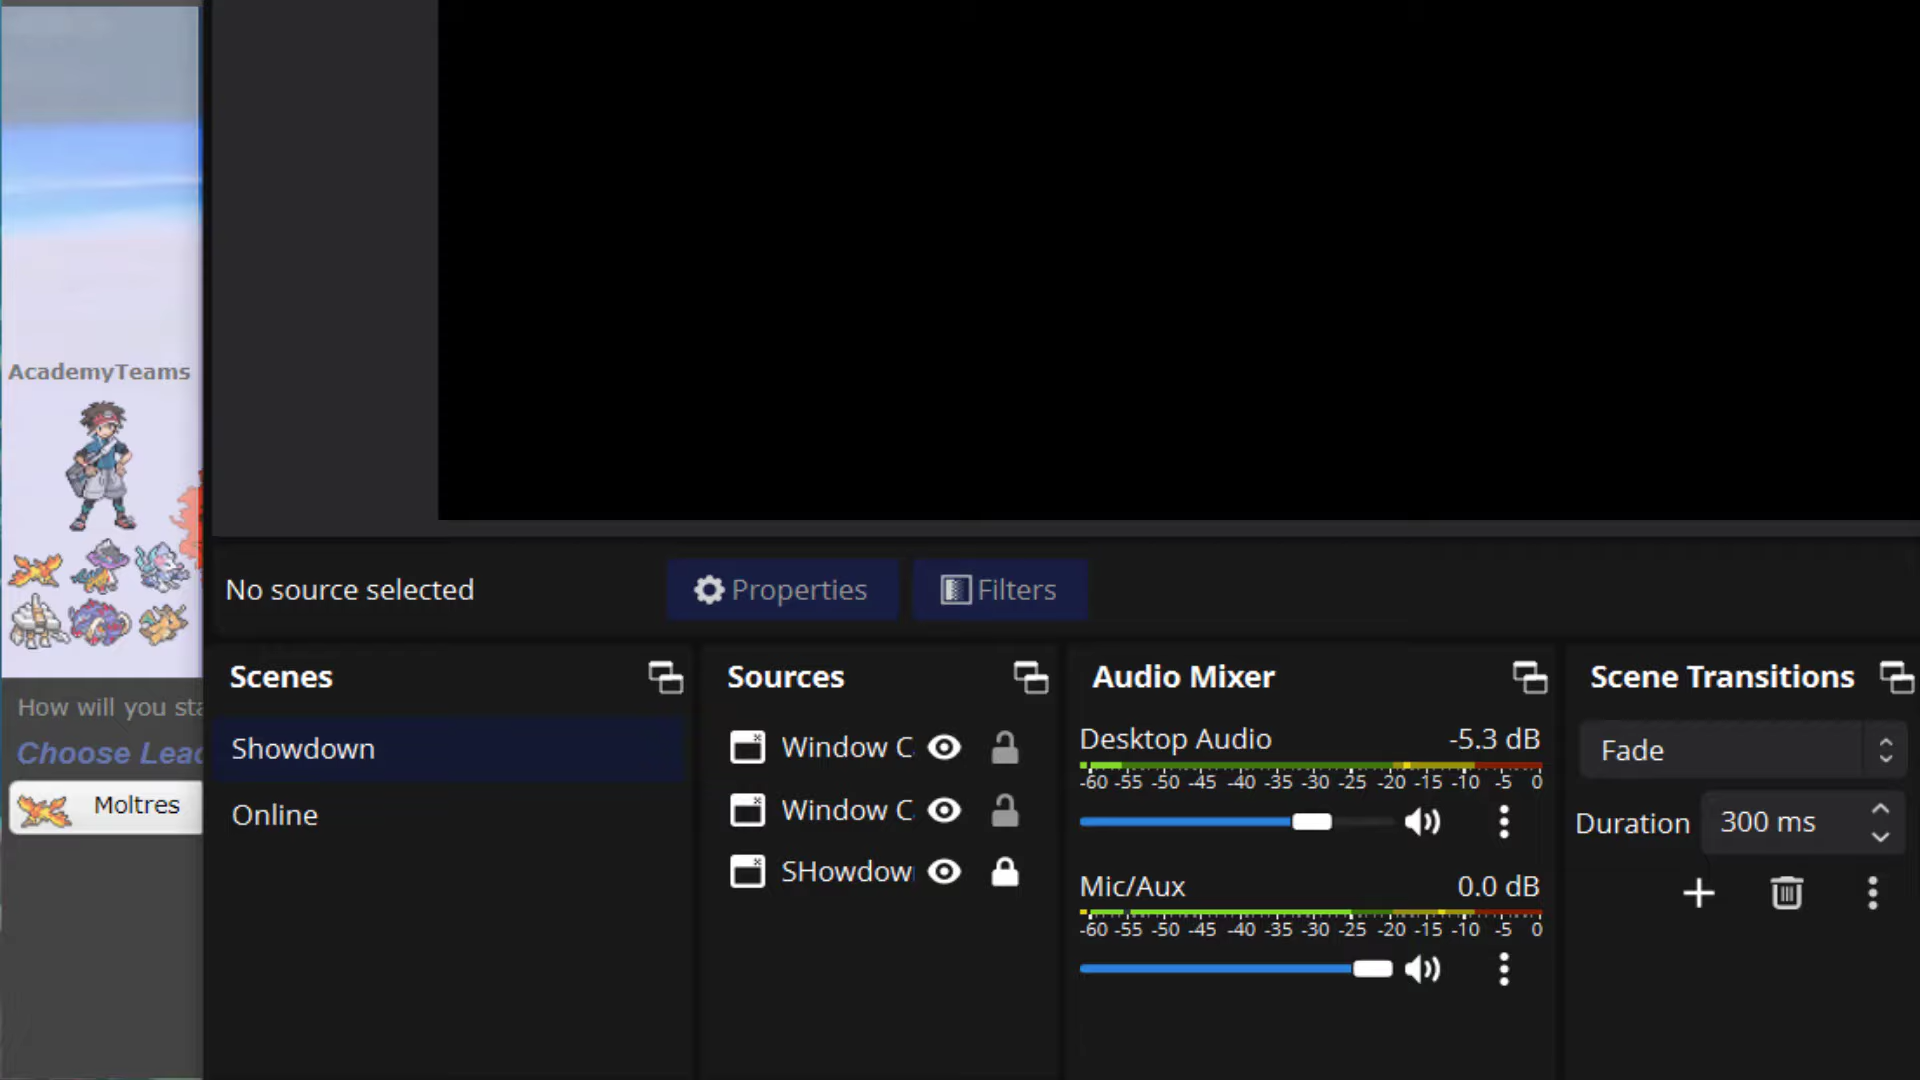 AcademyTeams
How will you sta
Choose Lead
Moltres
No source selected
Properties
Filters
Scenes
Showdown
Online
Sources
Window C
Window C
SHowdow
Audio Mixer
Desktop Audio -5.3 dB
-60 -55 -50 -45 -40 -35 -30 -25 -20 -15 -10 -5 0
Mic/Aux 0.0 dB
-60 -55 -50 -45 -40 -35 -30 -25 -20 -15 -10 -5 0
Scene Transitions
Fade
Duration 300 ms